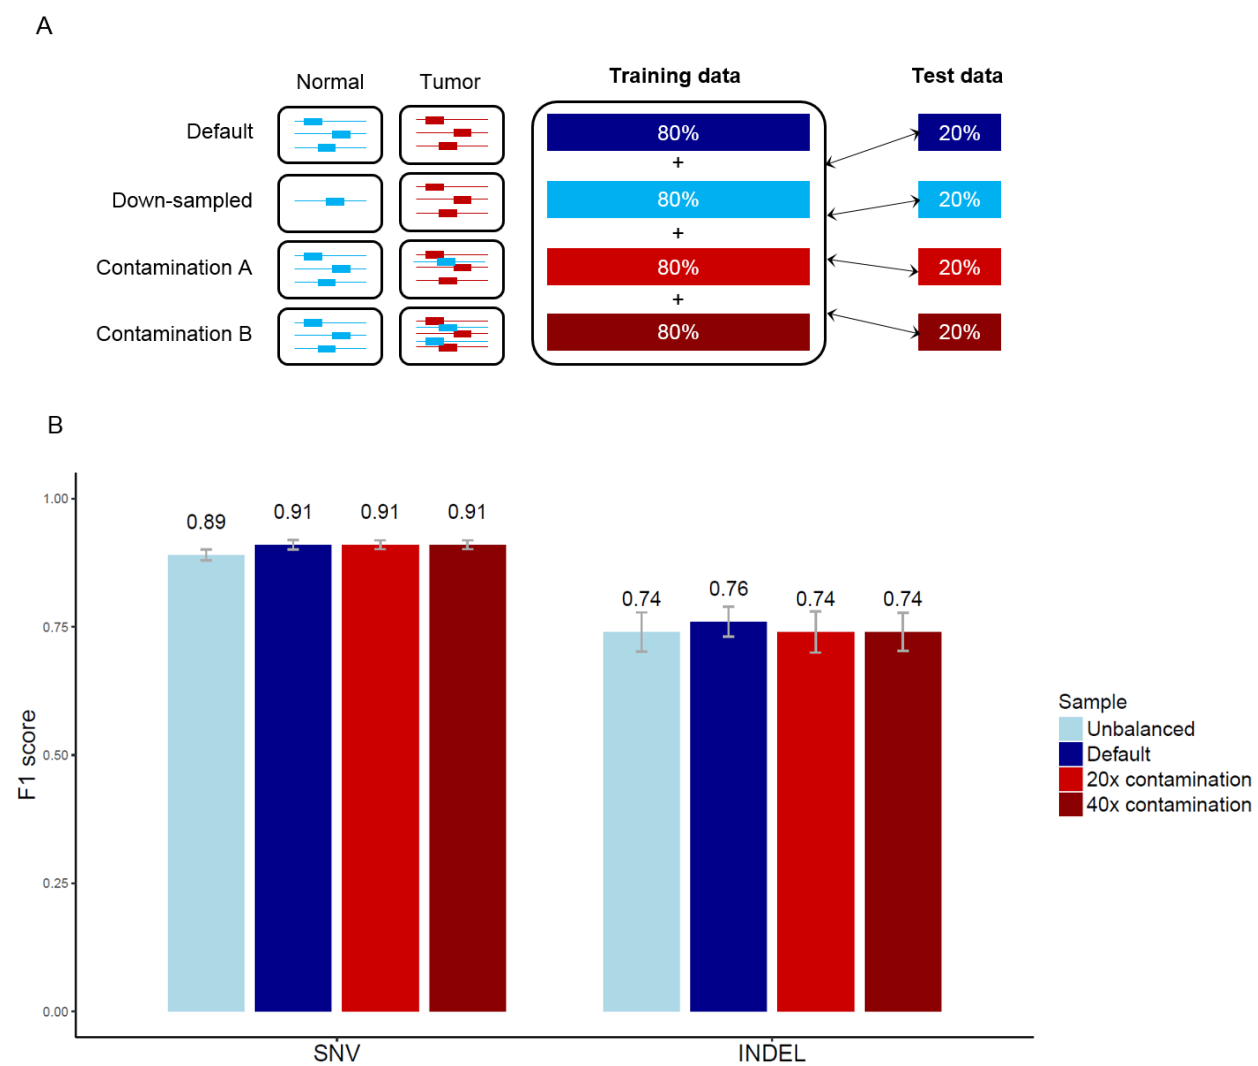 A
Normal Tumor Training data Test data
Default 80% 20%
+
Down-sampled 80% 20%
+
Contamination A 80% 20%
+
Contamination B 80% 20%
B
F1 score
1.00
0.75
0.50
0.25
0.00
0.89 0.91 0.91 0.91
0.74 0.76 0.74 0.74
SNV INDEL
Sample
Unbalanced
Default
20x contamination
40x contamination